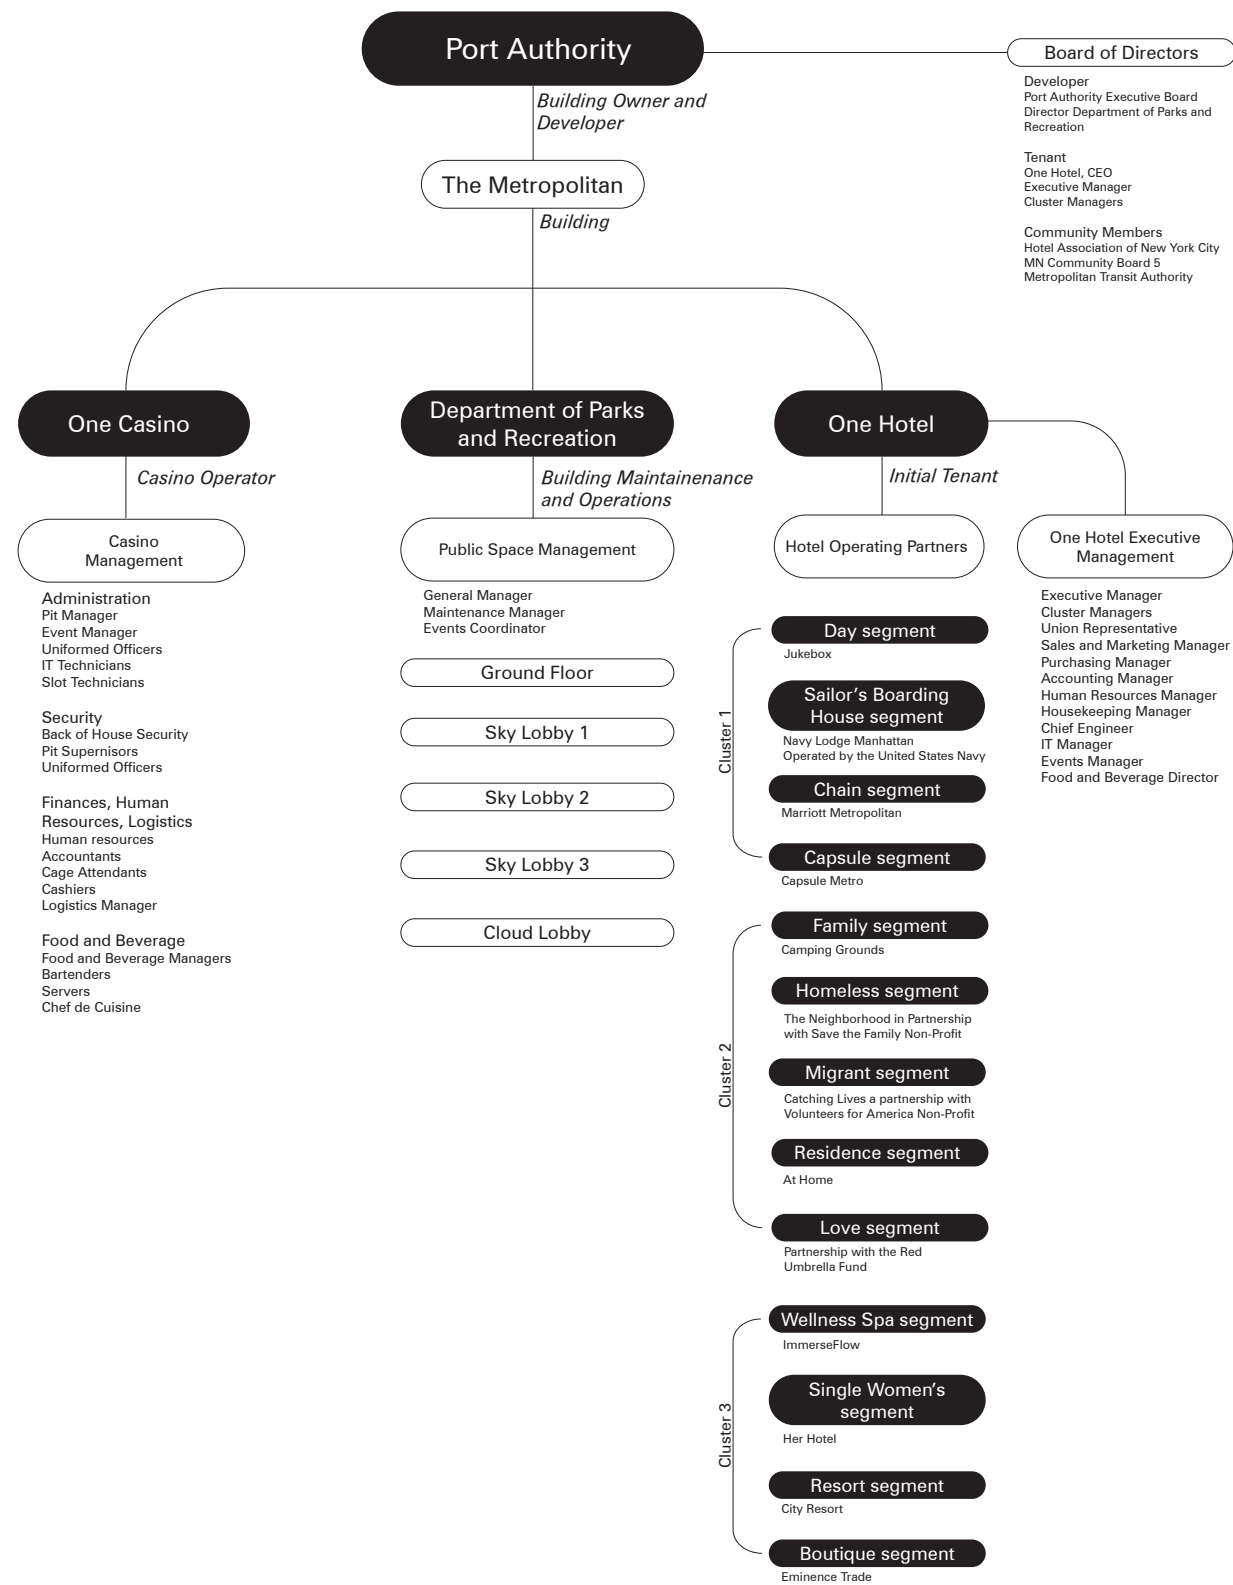 Port Authority
Building Owner and
Developer
Board of Directors
Developer
Port Authority Executive Board
Director Department of Parks and
Recreation
Tenant
One Hotel, CEO
Executive Manager
Cluster Managers
Community Members
Hotel Association of New York City
MN Community Board 5
Metropolitan Transit Authority
The Metropolitan
Building
One Casino
Casino Operator
Casino
Management
Administration
Pit Manager
Event Manager
Uniformed Officers
IT Technicians
Slot Technicians
Security
Back of House Security
Pit Supernisors
Uniformed Officers
Finances, Human
Resources, Logistics
Human resources
Accountants
Cage Attendants
Cashiers
Logistics Manager
Food and Beverage
Food and Beverage Managers
Bartenders
Servers
Chef de Cuisine
Department of Parks
and Recreation
Building Maintainenance
and Operations
Public Space Management
General Manager
Maintenance Manager
Events Coordinator
Ground Floor
Sky Lobby 1
Sky Lobby 2
Sky Lobby 3
Cloud Lobby
One Hotel
Initial Tenant
Hotel Operating Partners
Cluster 1
Day segment
Jukebox
Sailor's Boarding
House segment
Navy Lodge Manhattan
Operated by the United States Navy
Chain segment
Marriott Metropolitan
Capsule segment
Capsule Metro
Cluster 2
Family segment
Camping Grounds
Homeless segment
The Neighborhood in Partnership
with Save the Family Non-Profit
Migrant segment
Catching Lives a partnership with
Volunteers for America Non-Profit
Residence segment
At Home
Love segment
Partnership with the Red
Umbrella Fund
Cluster 3
Wellness Spa segment
ImmerseFlow
Single Women's
segment
Her Hotel
Resort segment
City Resort
Boutique segment
Eminence Trade
One Hotel Executive
Management
Executive Manager
Cluster Managers
Union Representative
Sales and Marketing Manager
Purchasing Manager
Accounting Manager
Human Resources Manager
Housekeeping Manager
Chief Engineer
IT Manager
Events Manager
Food and Beverage Director